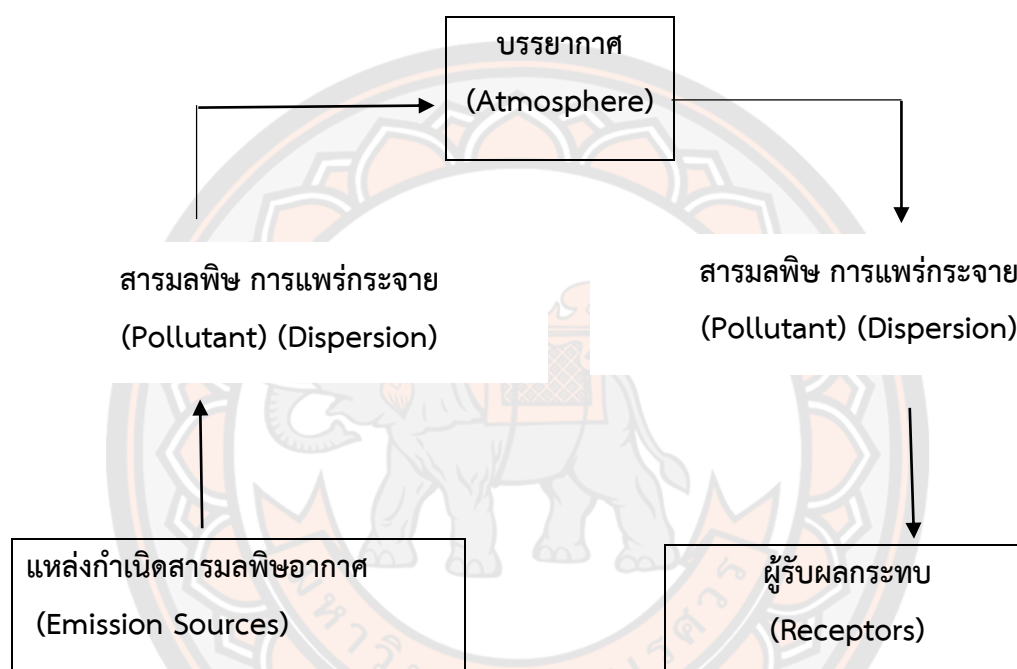 บรรยากาศ
(Atmosphere)
สารมลพิษ การแพร่กระจาย
(Pollutant) (Dispersion)
สารมลพิษ การแพร่กระจาย
(Pollutant) (Dispersion)
แหล่งกำเนิดสารมลพิษอากาศ
(Emission Sources)
ผู้รับผลกระทบ
(Receptors)